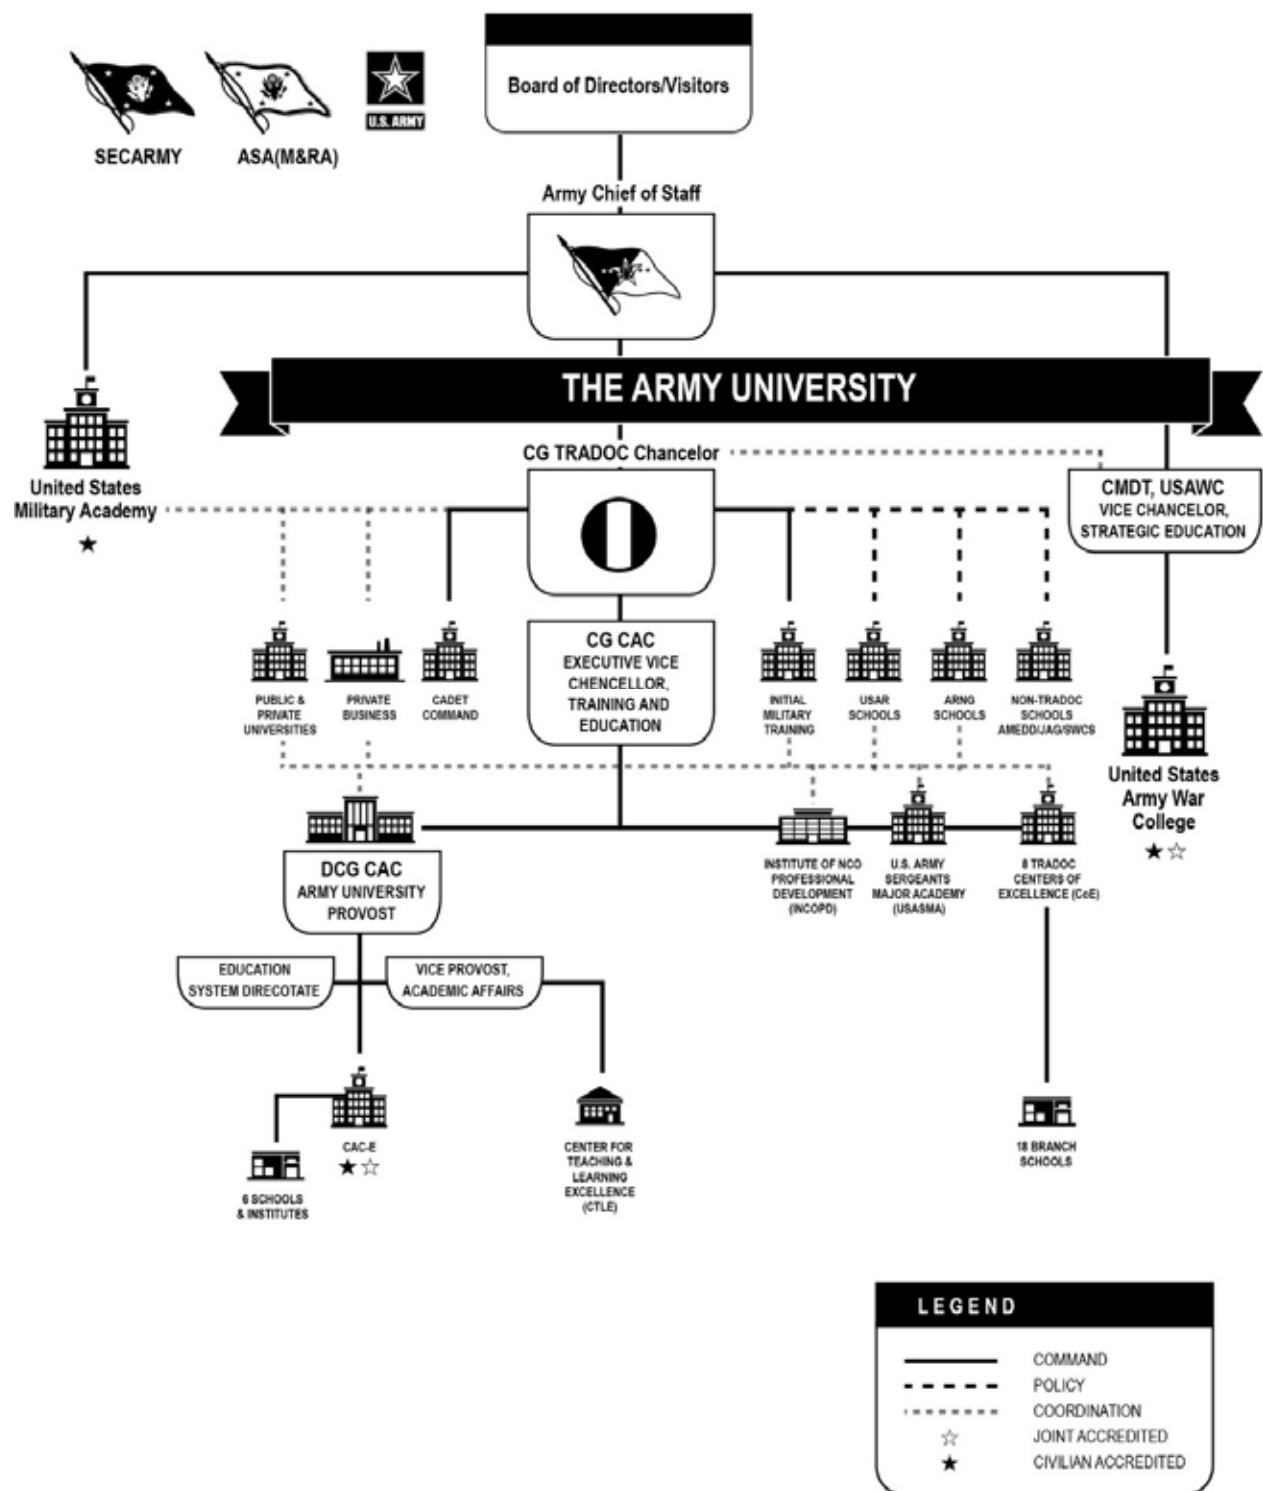 Board of Directors/Visitors
U.S. ARMY
SECARMY
ASA(M&RA)
Army Chief of Staff
THE ARMY UNIVERSITY
CG TRADOC Chancelor
United States
Military Academy
CMDT, USAWC
VICE CHANCELOR,
STRATEGIC EDUCATION
PUBLIC &
PRIVATE
UNIVERSITIES
PRIVATE
BUSINESS
CADET
COMMAND
CG CAC
EXECUTIVE VICE
CHENCELLOR,
TRAINING AND
EDUCATION
INITIAL
MILITARY
TRAINING
USAR
SCHOOLS
ARNG
SCHOOLS
NON-TRADOC
SCHOOLS
AMEDD/JAG/SWCS
United States
Army War
College
DCG CAC
ARMY UNIVERSITY
PROVOST
INSTITUTE OF NCO
PROFESSIONAL
DEVELOPMENT
(INCOPD)
U.S. ARMY
SERGEANTS
MAJOR ACADEMY
(USASMA)
8 TRADOC
CENTERS OF
EXCELLENCE (CoE)
EDUCATION
SYSTEM DIRECOTATE
VICE PROVOST,
ACADEMIC AFFAIRS
CAC-E
6 SCHOOLS
& INSTITUTES
CENTER FOR
TEACHING &
LEARNING
EXCELLENCE
(CTLE)
18 BRANCH
SCHOOLS
LEGEND
COMMAND
POLICY
COORDINATION
JOINT ACCREDITED
CIVILIAN ACCREDITED